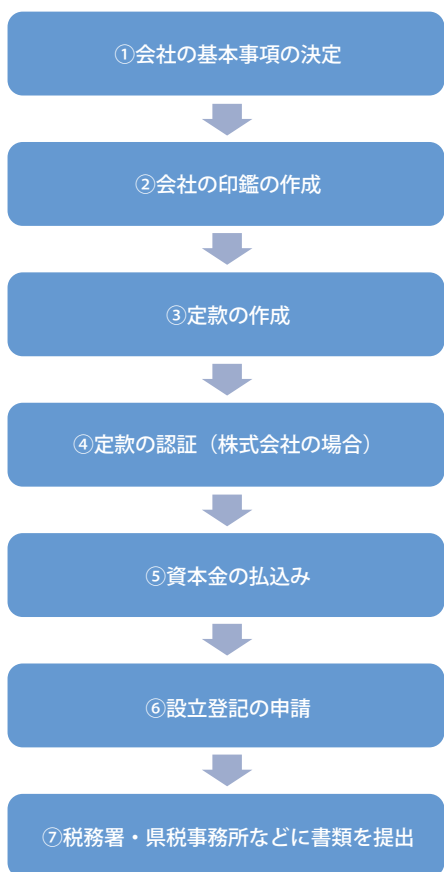 ①会社の基本事項の決定
②会社の印鑑の作成
③定款の作成
④定款の認証（株式会社の場合）
⑤資本金の払込み
⑥設立登記の申請
⑦税務署・県税事務所などに書類を提出